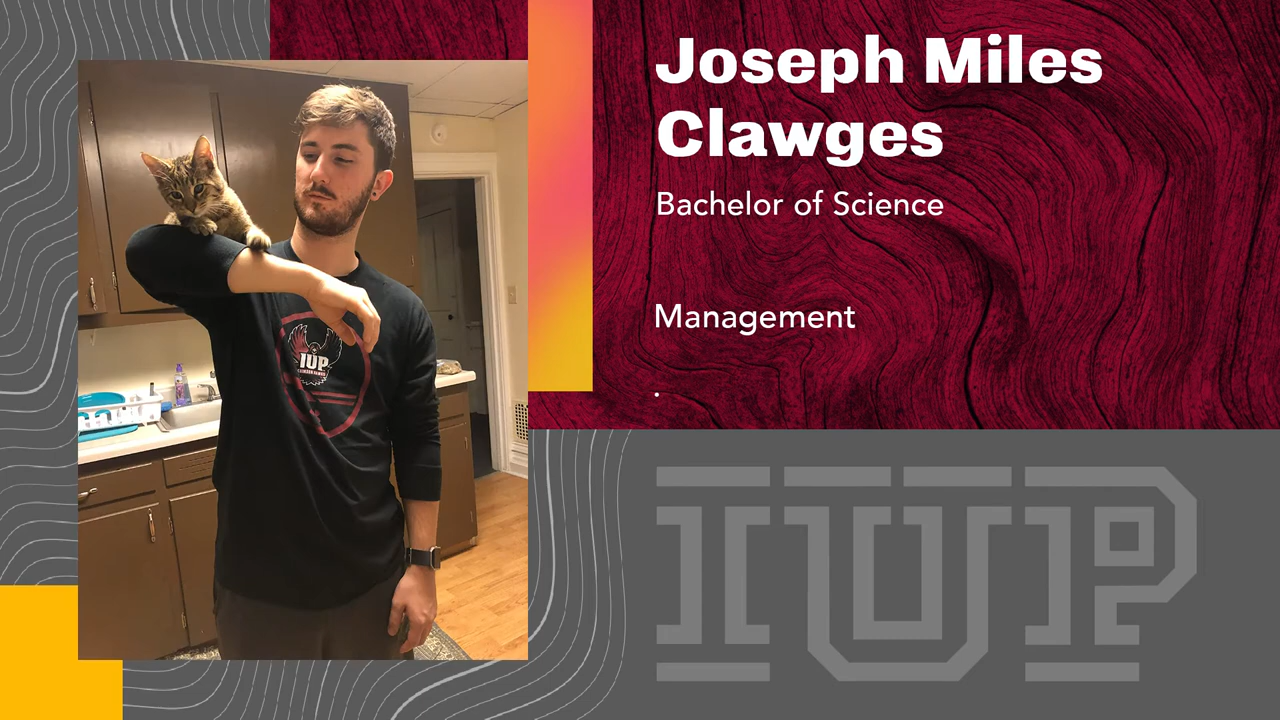 Joseph Miles
Clawges
Bachelor of Science
Management
.
IUP
IUP